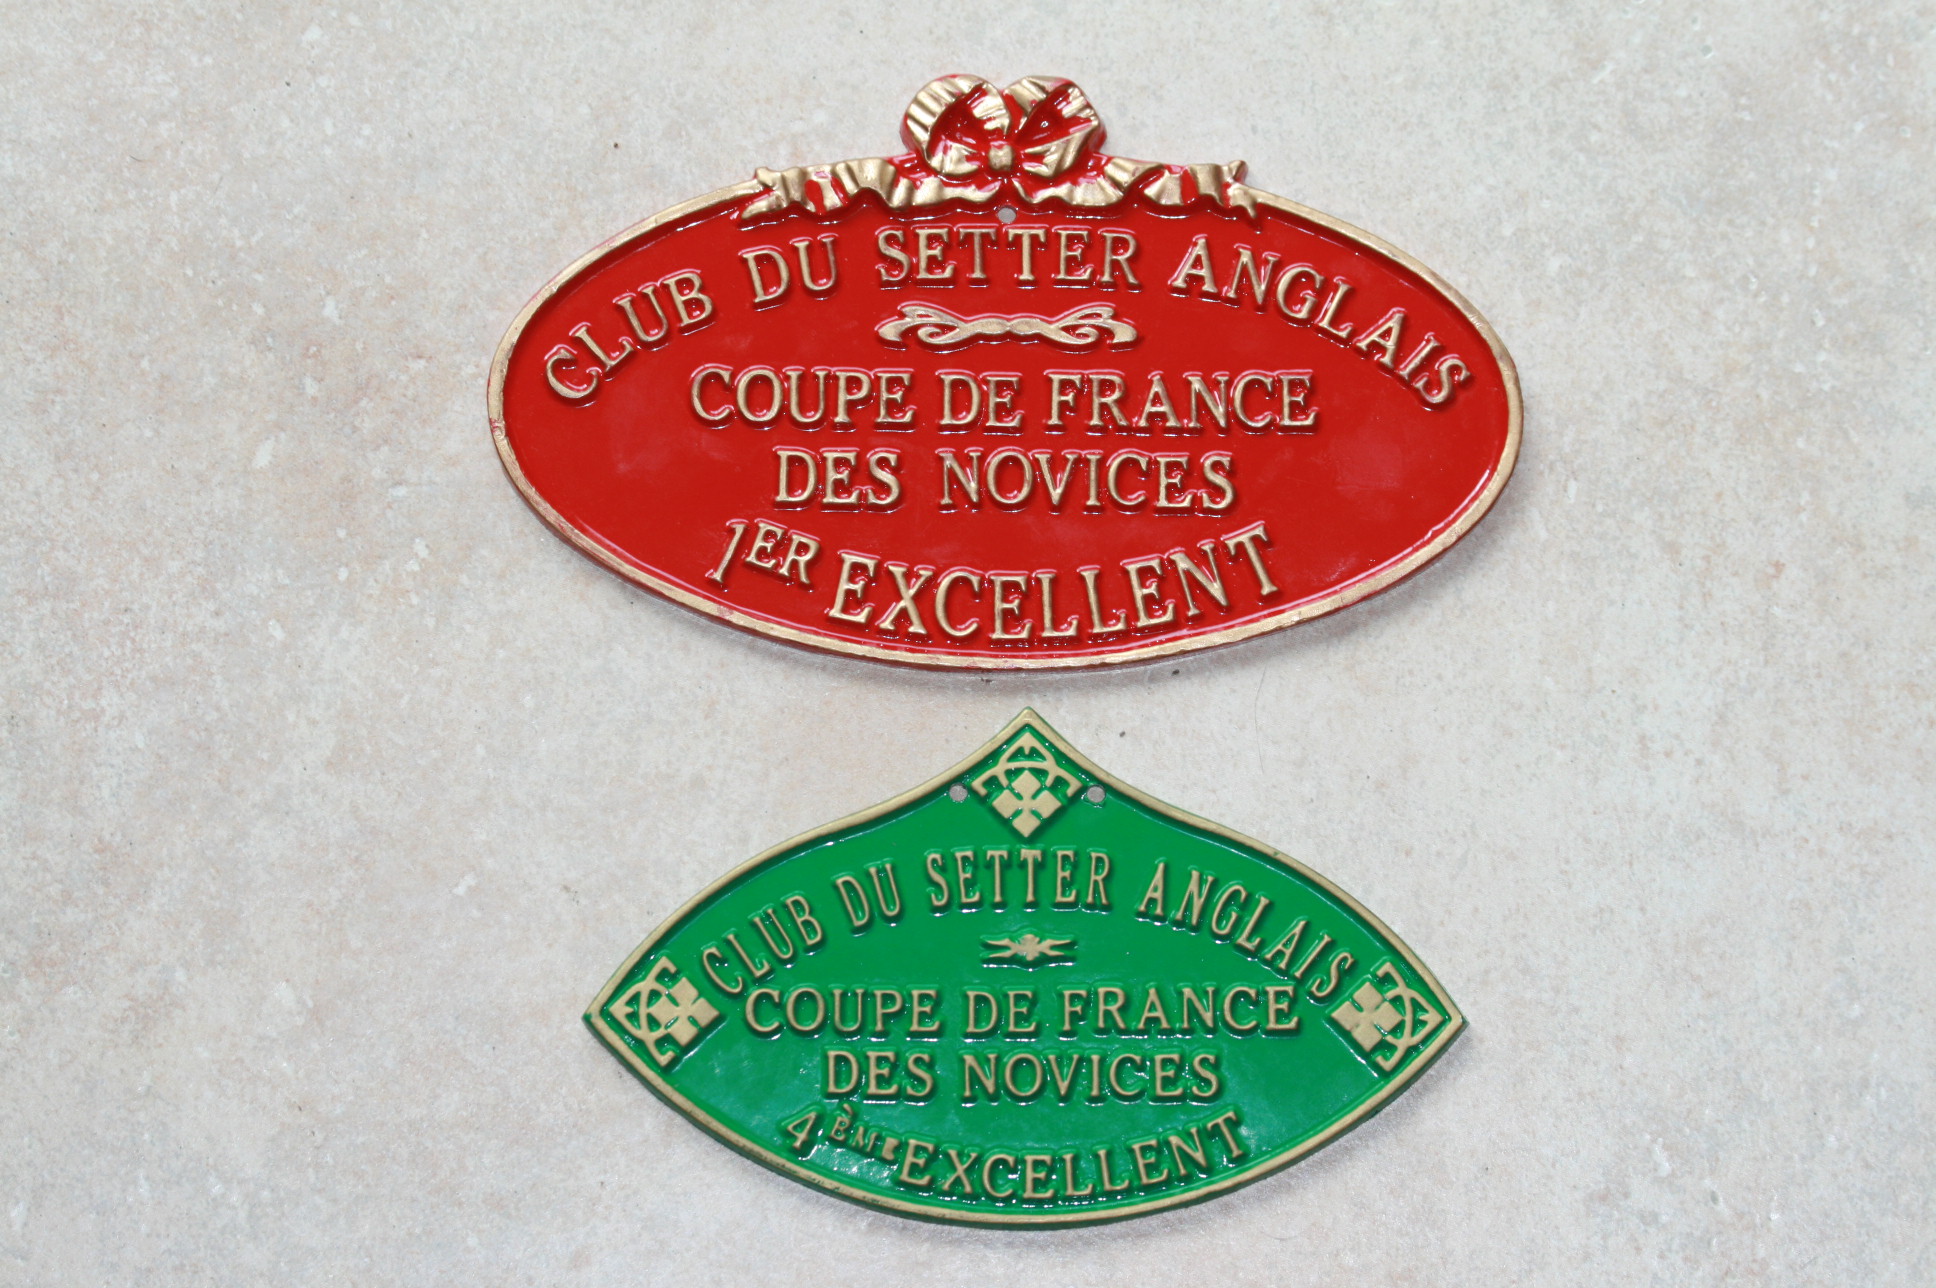 CLUB DU SETTER ANGLAIS
COUPE DE FRANCE
DES NOVICES
1ER EXCELLENT
CLUB DU SETTER ANGLAIS
COUPE DE FRANCE
DES NOVICES
4ÈME EXCELLENT